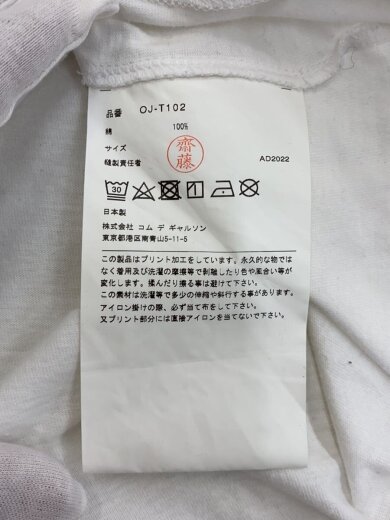 品番 OJ-T102
綿 100%
サイズ
縫製責任者 齋藤 AD2022
30
日本製
株式会社 コム デ ギャルソン
東京都港区南青山5-11-5
この製品はプリント加工をしています。永久的な物では
なく着用及び洗濯の摩擦等で剥離したり色や風合い等が
変化します。揉んだり擦る事は避けて下さい。
この素材は洗濯等で多少の伸縮や斜行する事があります。
アイロン掛けの際、必ず当て布をして下さい。
又プリント部分には直接アイロンを当てないで下さい。